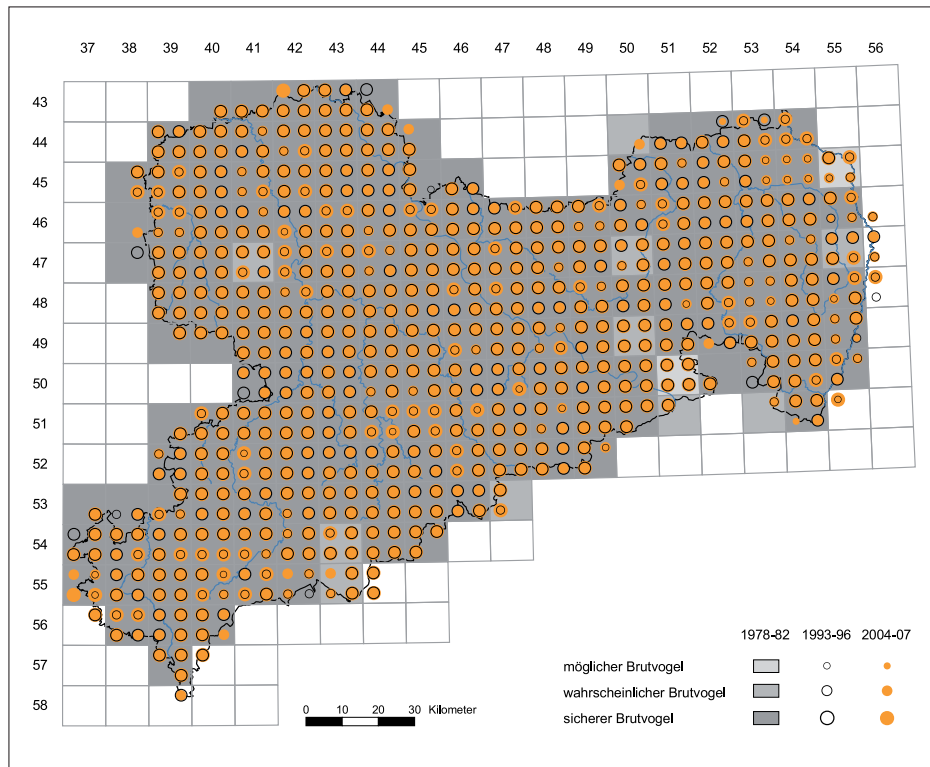 37 38 39 40 41 42 43 44 45 46 47 48 49 50 51 52 53 54 55 56
43
44
45
46
47
48
49
50
51
52
53
54
55
56
57
58
1978-82 1993-96 2004-07
möglicher Brutvogel
wahrscheinlicher Brutvogel
sicherer Brutvogel
0 10 20 30 Kilometer